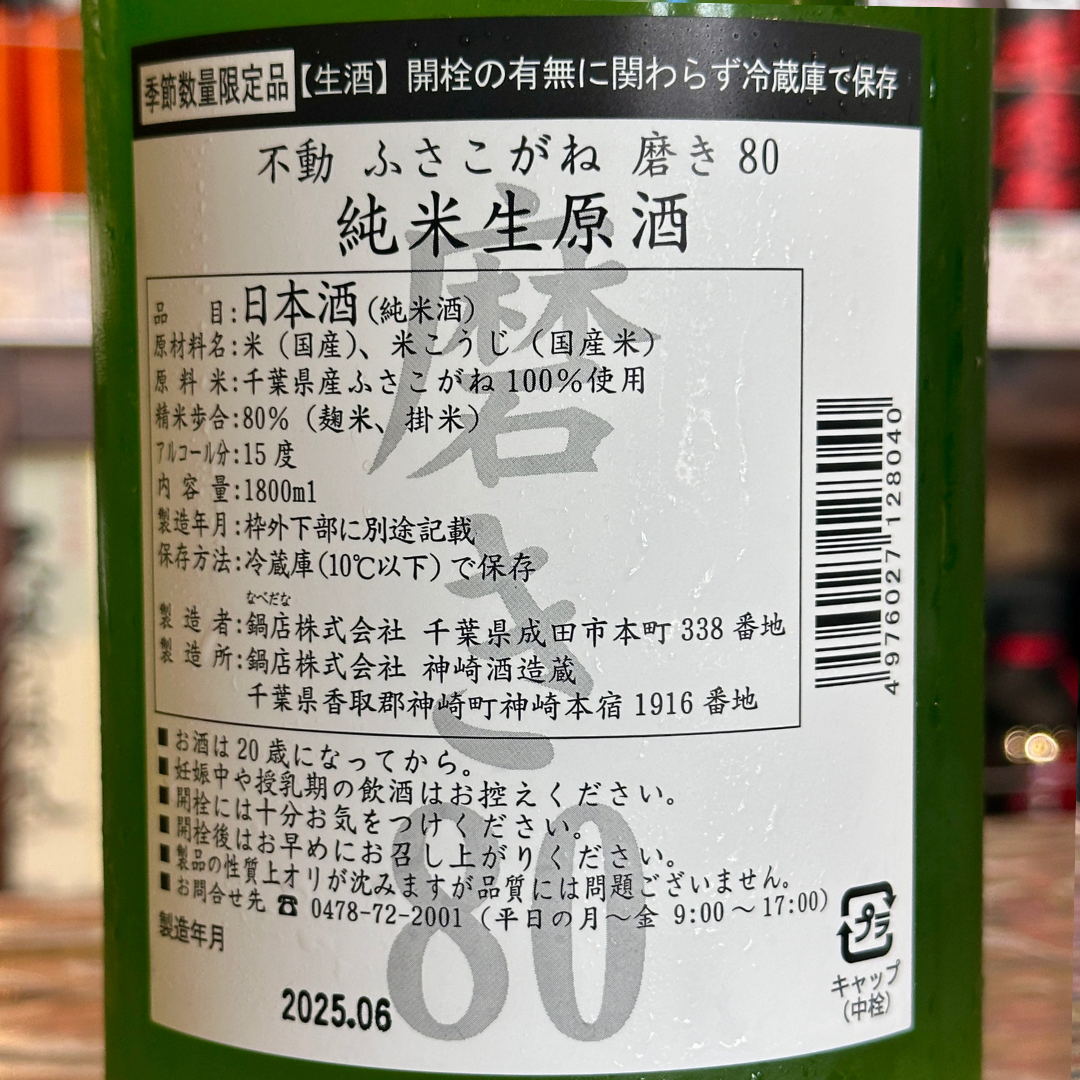 季節数量限定品【生酒】開栓の有無に関わらず冷蔵庫で保存
不動 ふさこがね 磨き 80
純米生原酒
磨き80
品 目:日本酒(純米酒)
原材料名:米(国産)、米こうじ(国産米)
原 料 米:千葉県産ふさこがね 100%使用
精米歩合:80%(麹米、掛米)
アルコール分:15 度
内 容 量:1800ml
製造年月:枠外下部に別途記載
保存方法:冷蔵庫(10℃以下)で保存
なべだな
製 造 者:鍋店株式会社 千葉県成田市本町 338 番地
製 造 所:鍋店株式会社 神崎酒造蔵
千葉県香取郡神崎町神崎本宿 1916 番地
4976027128040
■お酒は 20 歳になってから。
■妊娠中や授乳期の飲酒はお控えください。
■開栓には十分お気をつけください。
■開栓後はお早めにお召し上がりください。
■製品の性質上オリが沈みますが品質には問題ございません。
■お問合せ先 ☎ 0478-72-2001(平日の月～金 9:00～17:00)
製造年月
2025.06
プラ
キャップ
(中栓)